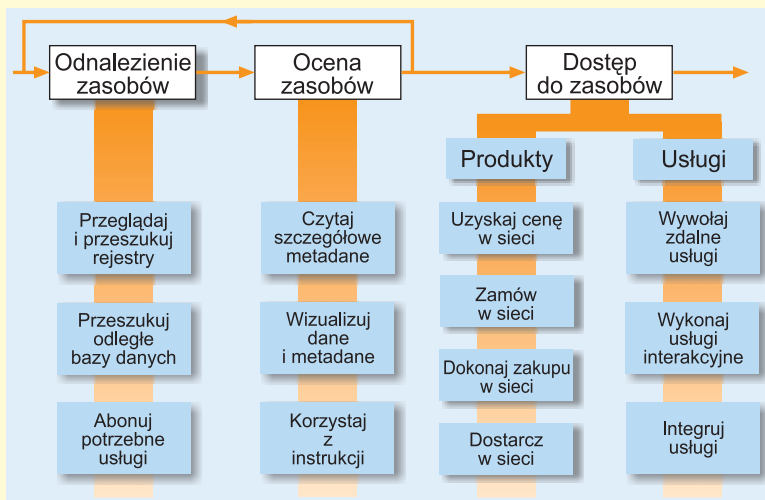 Odnalezienie
zasobów
Ocena
zasobów
Dostęp
do zasobów
Produkty
Usługi
Przeglądaj
i przeszukuj
rejestry
Przeszukuj
odległe
bazy danych
Abonuj
potrzebne
usługi
Czytaj
szczegółowe
metadane
Wizualizuj
dane
i metadane
Korzystaj
z
instrukcji
Uzyskaj cenę
w sieci
Zamów
w sieci
Dokonaj zakupu
w sieci
Dostarcz
w sieci
Wywołaj
zdalne
usługi
Wykonaj
usługi
interakcyjne
Integruj
usługi